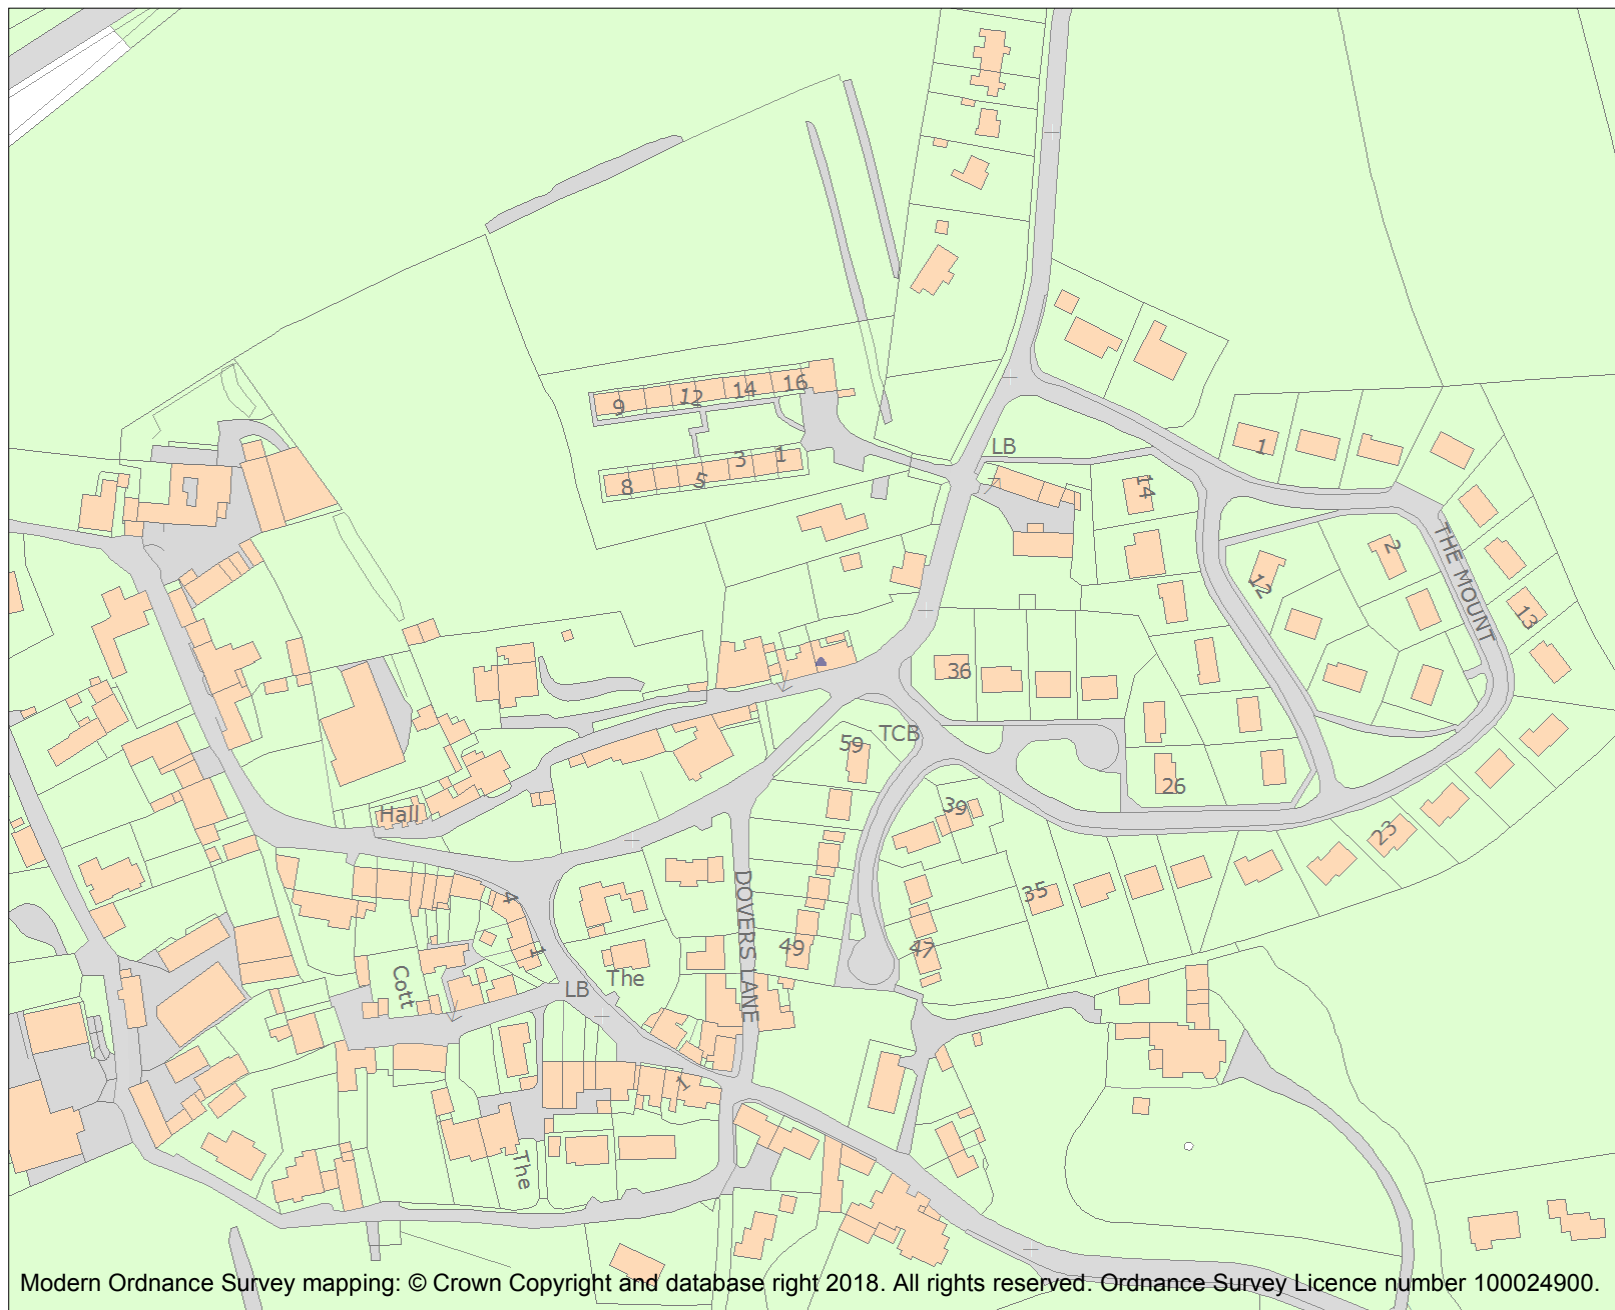 9
12
14
16
LB
1
8
5
3
1
14
2
12
THE MOUNT
13
36
TCB
59
26
39
Hall
23
35
4
1
DOVERS LANE
49
47
Cott
LB
The
1
The
Modern Ordnance Survey mapping: © Crown Copyright and database right 2018. All rights reserved. Ordnance Survey Licence number 100024900.